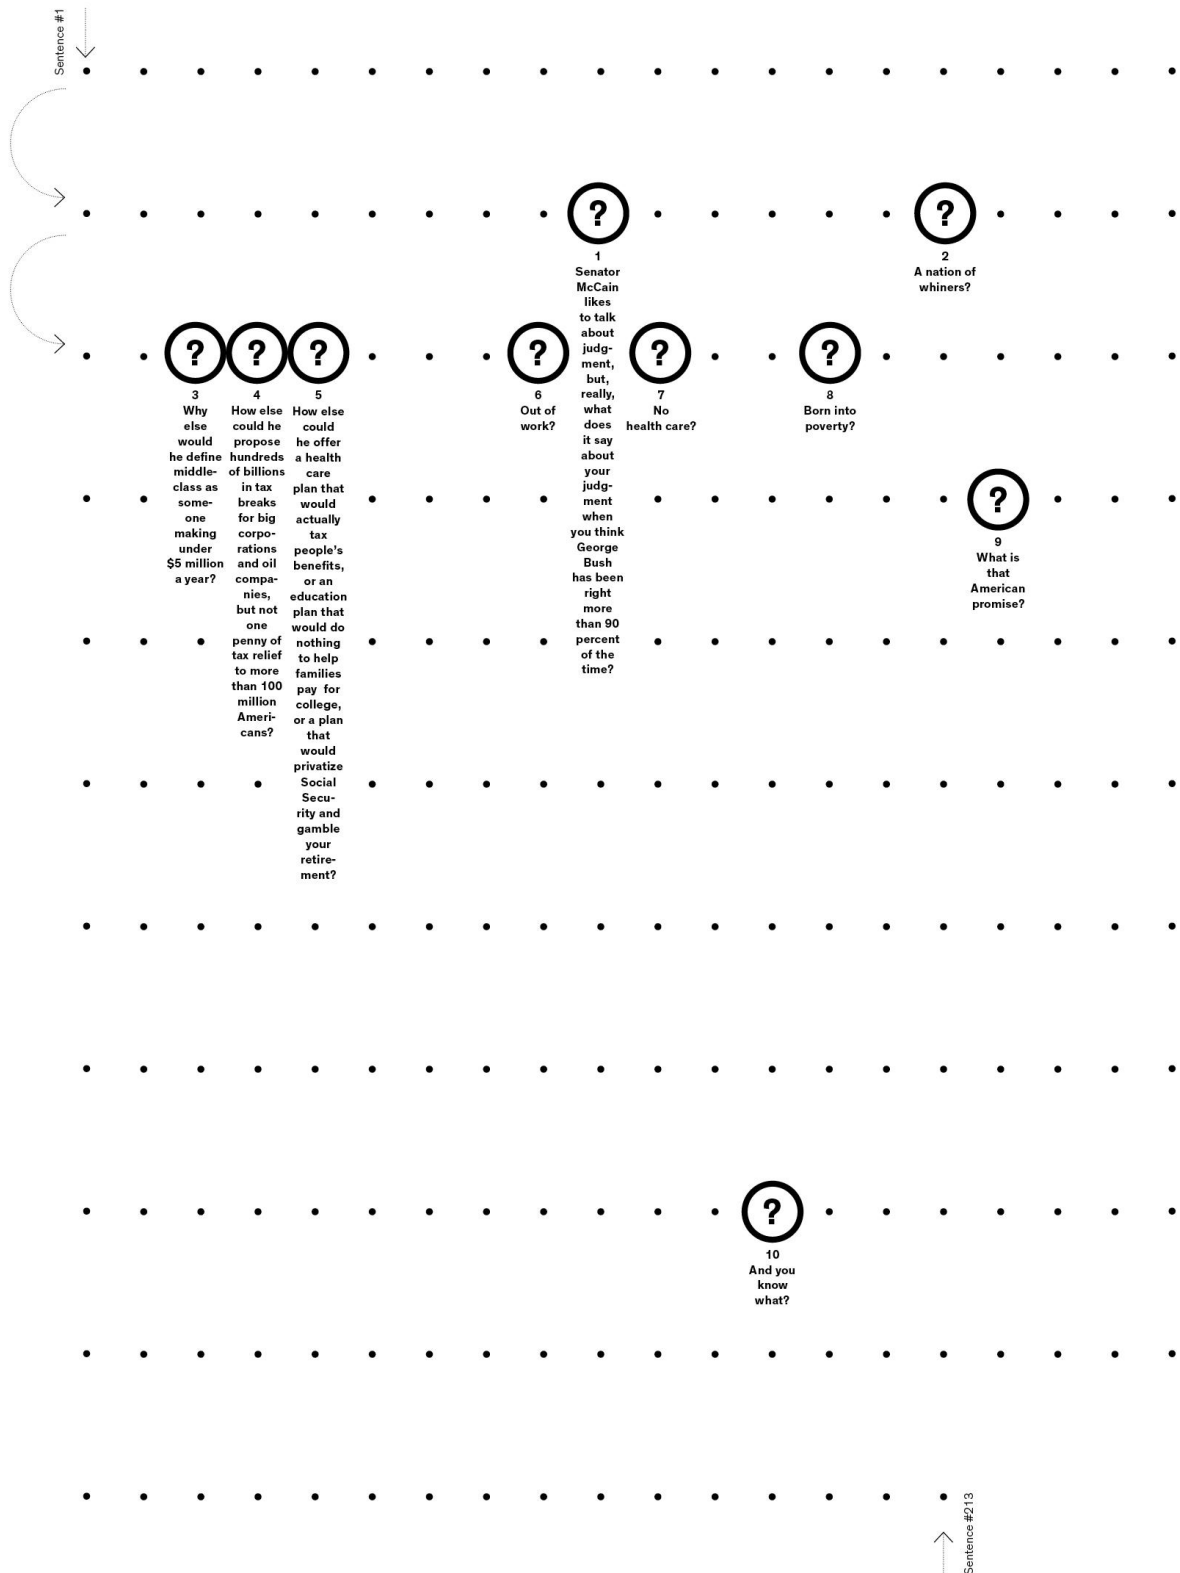 Sentence #1
?
1
Senator
McCain
likes
to talk
about
judg-
ment,
but,
really,
what
does
it say
about
your
judg-
ment
when
you think
George
Bush
has been
right
more
than 90
percent
of the
time?
?
2
A nation of
whiners?
?
3
Why
else
would
he define
middle-
class as
some-
one
making
under
$5 million
a year?
?
4
How else
could he
propose
hundreds
of billions
in tax
breaks
for big
corpo-
rations
and oil
compa-
nies,
but not
one
penny of
tax relief
to more
than 100
million
Ameri-
cans?
?
5
How else
could
he offer
a health
care
plan that
would
actually
tax
people's
benefits,
or an
education
plan that
would do
nothing
to help
families
pay for
college,
or a plan
that
would
privatize
Social
Secu-
rity and
gamble
your
retire-
ment?
?
6
Out of
work?
?
7
No
health care?
?
8
Born into
poverty?
?
9
What is
that
American
promise?
?
10
And you
know
what?
Sentence #213